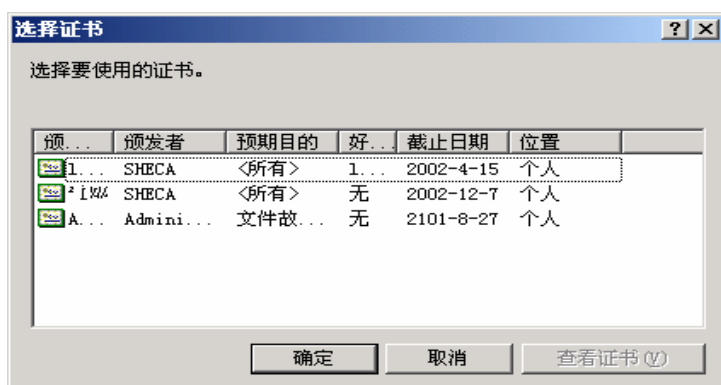 选择证书
选择要使用的证书。
颁... 颁发者 预期目的 好... 截止日期 位置
l... SHECA <所有> l... 2002-4-15 个人
SHECA <所有> 无 2002-12-7 个人
A... Admini... 文件故... 无 2101-8-27 个人
确定 取消 查看证书(V)